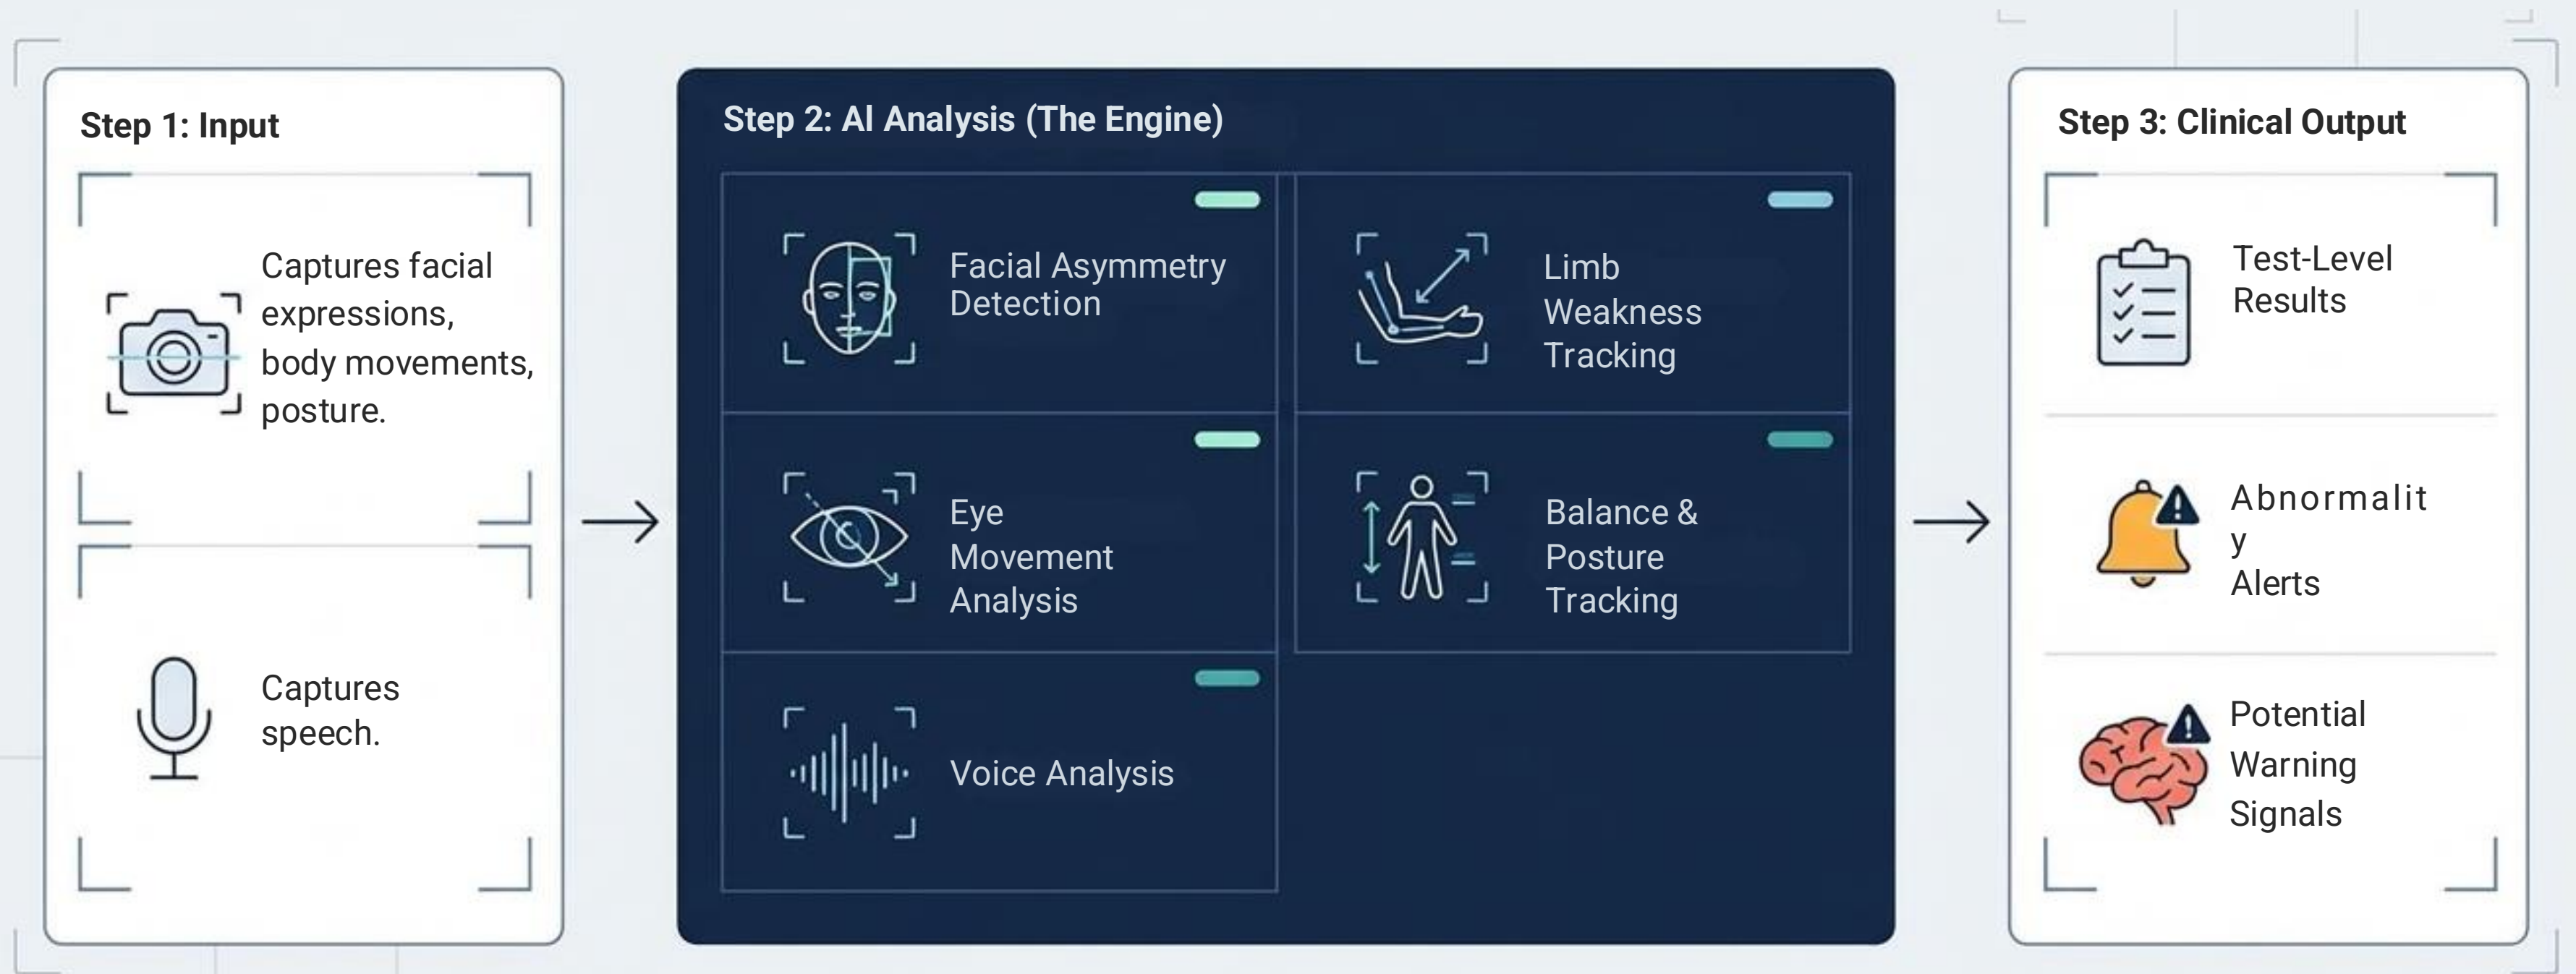 Step 1: Input
Captures facial
expressions,
body movements,
posture.
Captures
speech.
Step 2: AI Analysis (The Engine)
Facial Asymmetry
Detection
Limb
Weakness
Tracking
Eye
Movement
Analysis
Balance &
Posture
Tracking
Voice Analysis
Step 3: Clinical Output
Test-Level
Results
Abnormalit
y
Alerts
Potential
Warning
Signals